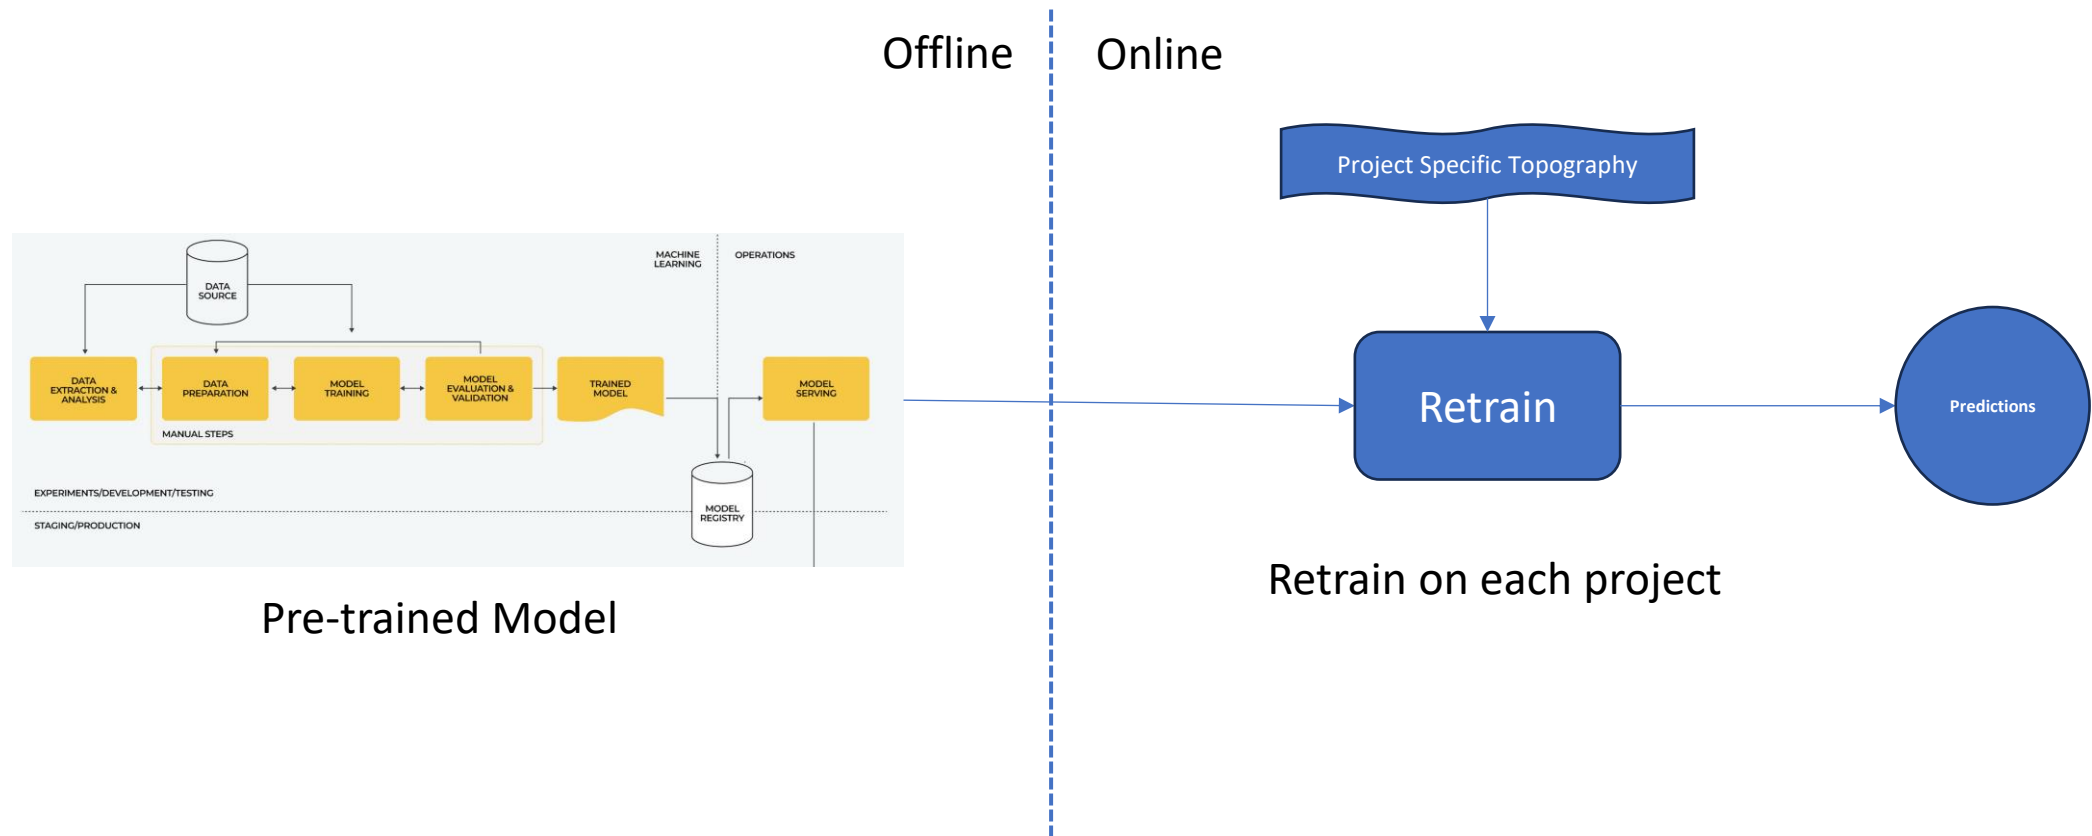 Offline
Online
Project Specific Topography
MACHINE
LEARNING
OPERATIONS
DATA
SOURCE
DATA
EXTRACTION &
ANALYSIS
DATA
PREPARATION
MODEL
TRAINING
MODEL
EVALUATION &
VALIDATION
TRAINED
MODEL
MODEL
SERVING
MANUAL STEPS
Retrain
Predictions
EXPERIMENTS/DEVELOPMENT/TESTING
STAGING/PRODUCTION
MODEL
REGISTRY
Retrain on each project
Pre-trained Model